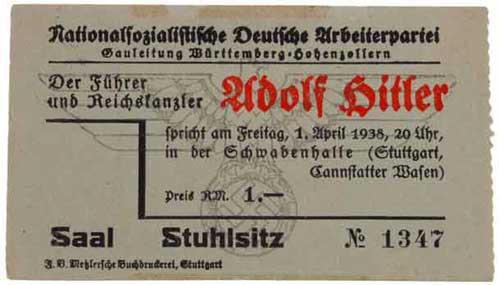 Nationalsozialistische Deutsche Arbeiterpartei
Gauleitung Württemberg-Hohenzollern
Der Führer
und Reichskanzler Adolf Hitler
spricht am Freitag, 1. April 1938, 20 Uhr,
in der Schwabenhalle (Stuttgart,
Cannstatter Wasen)
Preis RM. 1.—
Saal Stuhlsitz № 1347
J. B. Metzlersche Buchdruckerei, Stuttgart